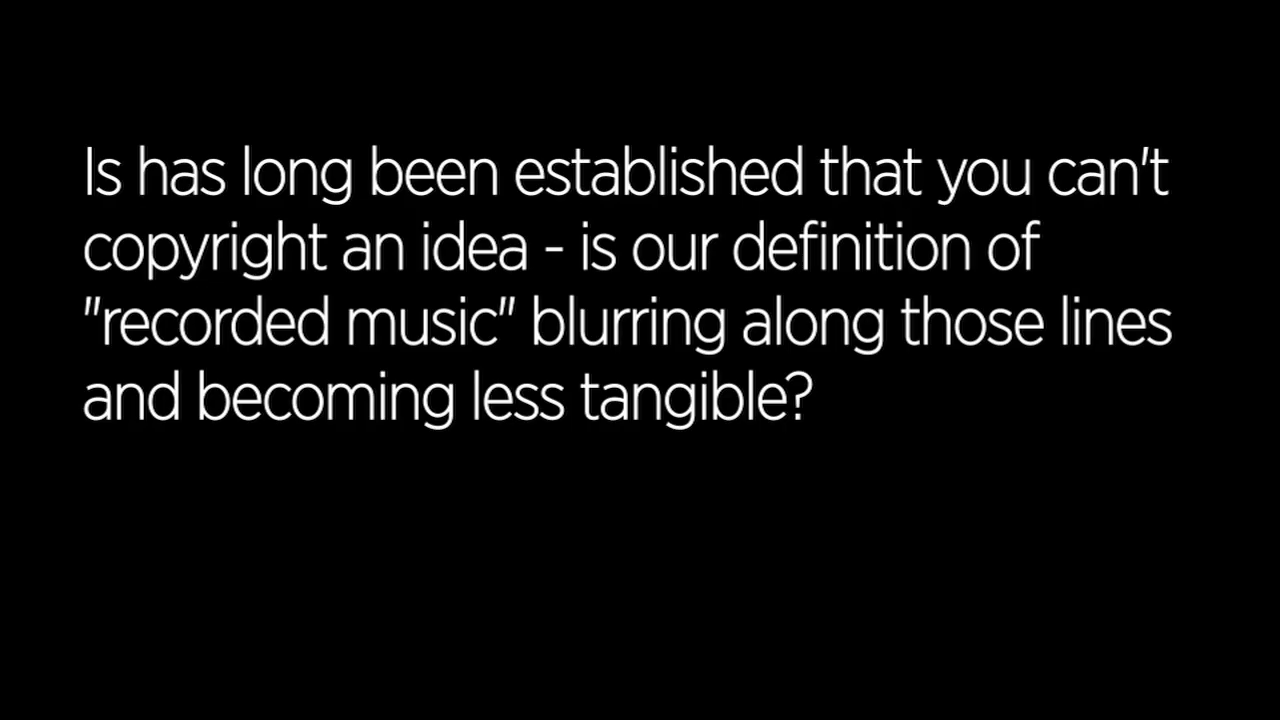 Is has long been established that you can't
copyright an idea - is our definition of
"recorded music" blurring along those lines
and becoming less tangible?